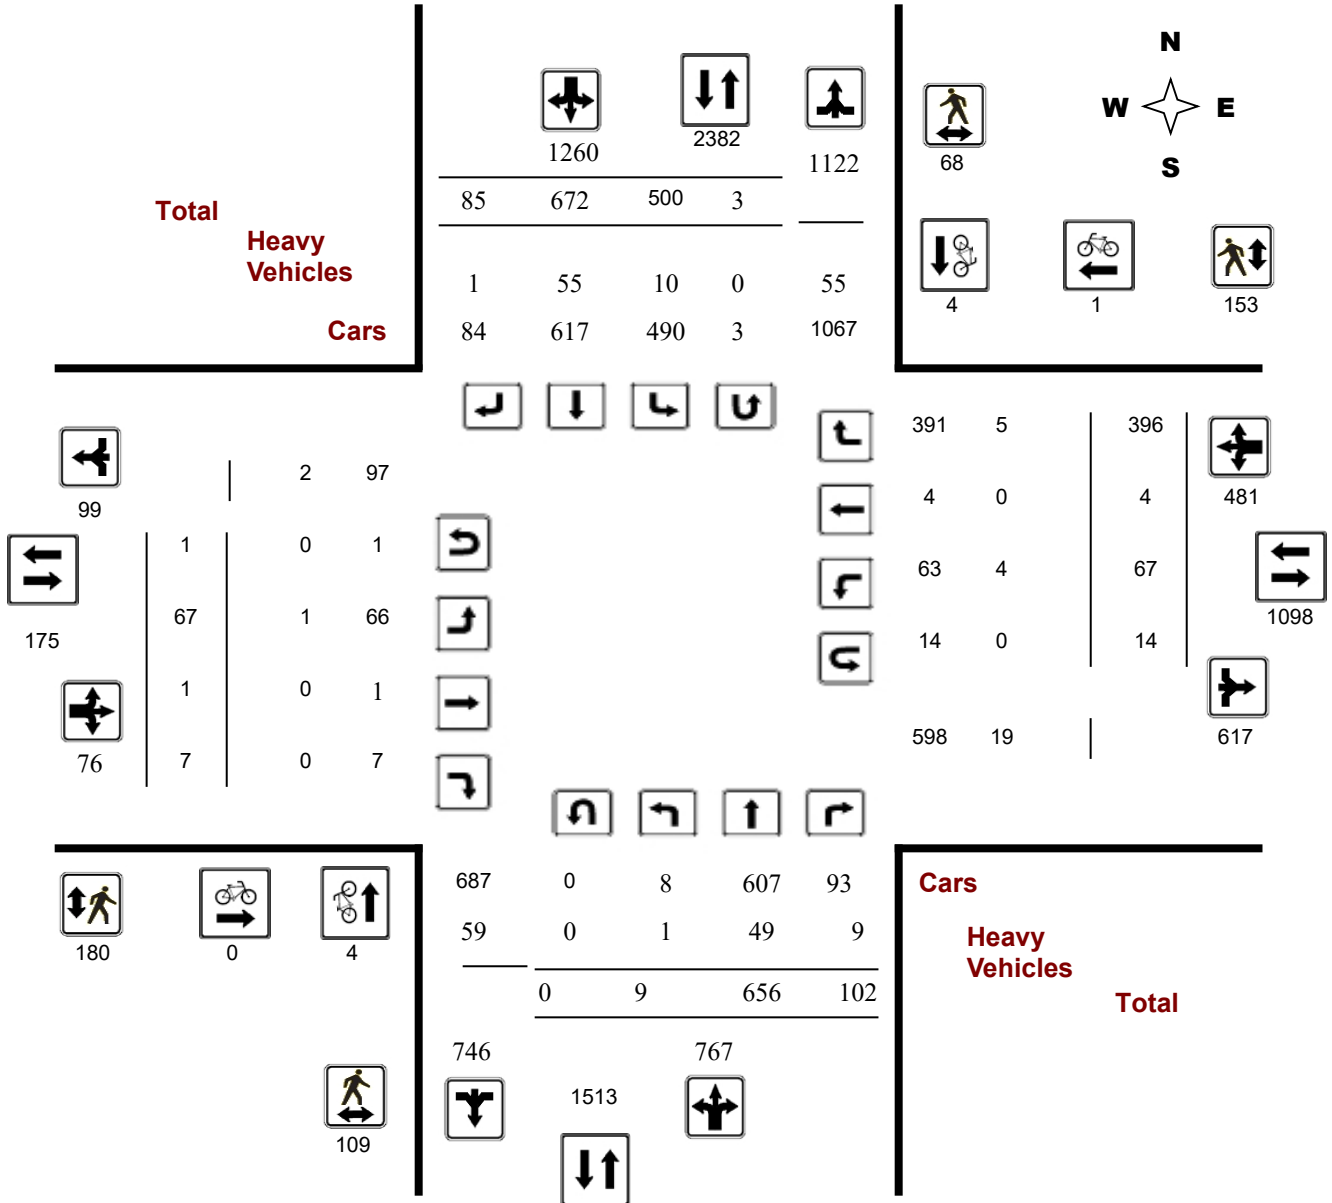 N
W E
S
2382
1260
1122
68
85 672 500 3
Total
Heavy
Vehicles
1 55 10 0 55
4 1 153
Cars
84 617 490 3 1067
391 5 396
2 97
99
4 0 4 481
1 0 1
63 4 67
67 1 66
1098
175
14 0 14
1 0 1
598 19 617
76 7 0 7
687 0 8 607 93
Cars
59 0 1 49 9
Heavy
Vehicles
180 0 4
0 9 656 102
Total
746 767
1513
109